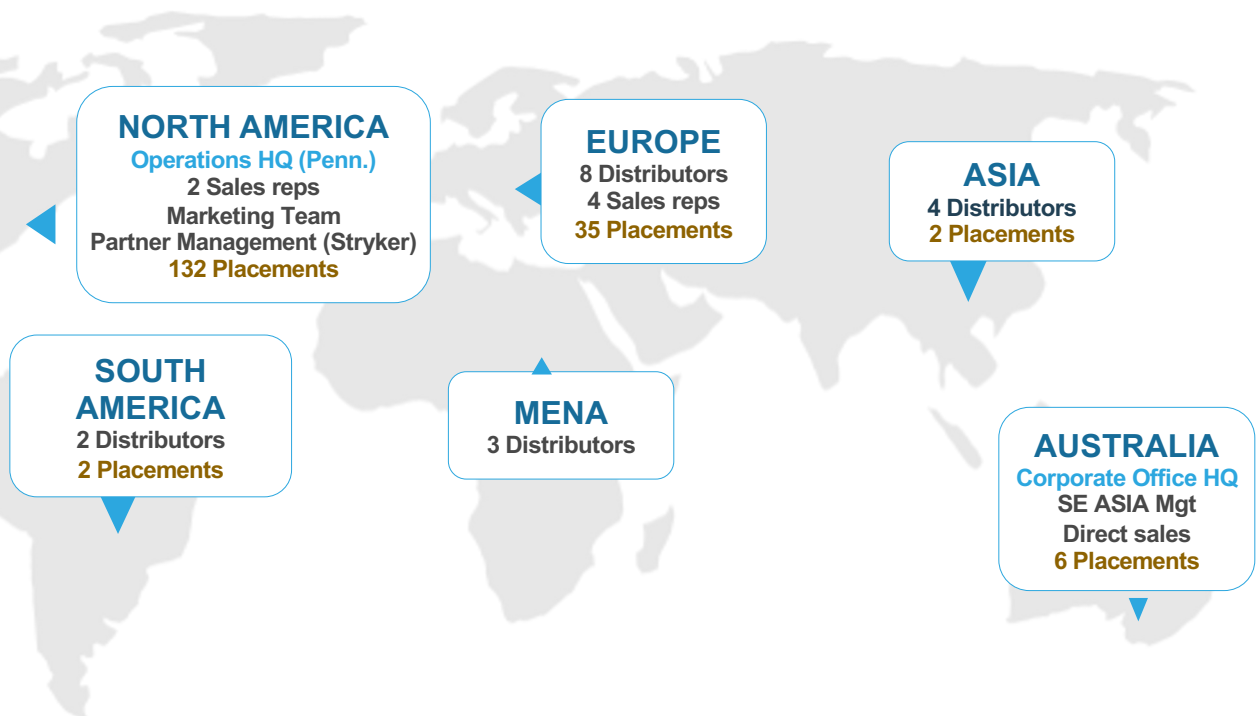 NORTH AMERICA
Operations HQ (Penn.)
2 Sales reps
Marketing Team
Partner Management (Stryker)
132 Placements
EUROPE
8 Distributors
4 Sales reps
35 Placements
ASIA
4 Distributors
2 Placements
SOUTH
AMERICA
2 Distributors
2 Placements
MENA
3 Distributors
AUSTRALIA
Corporate Office HQ
SE ASIA Mgt
Direct sales
6 Placements